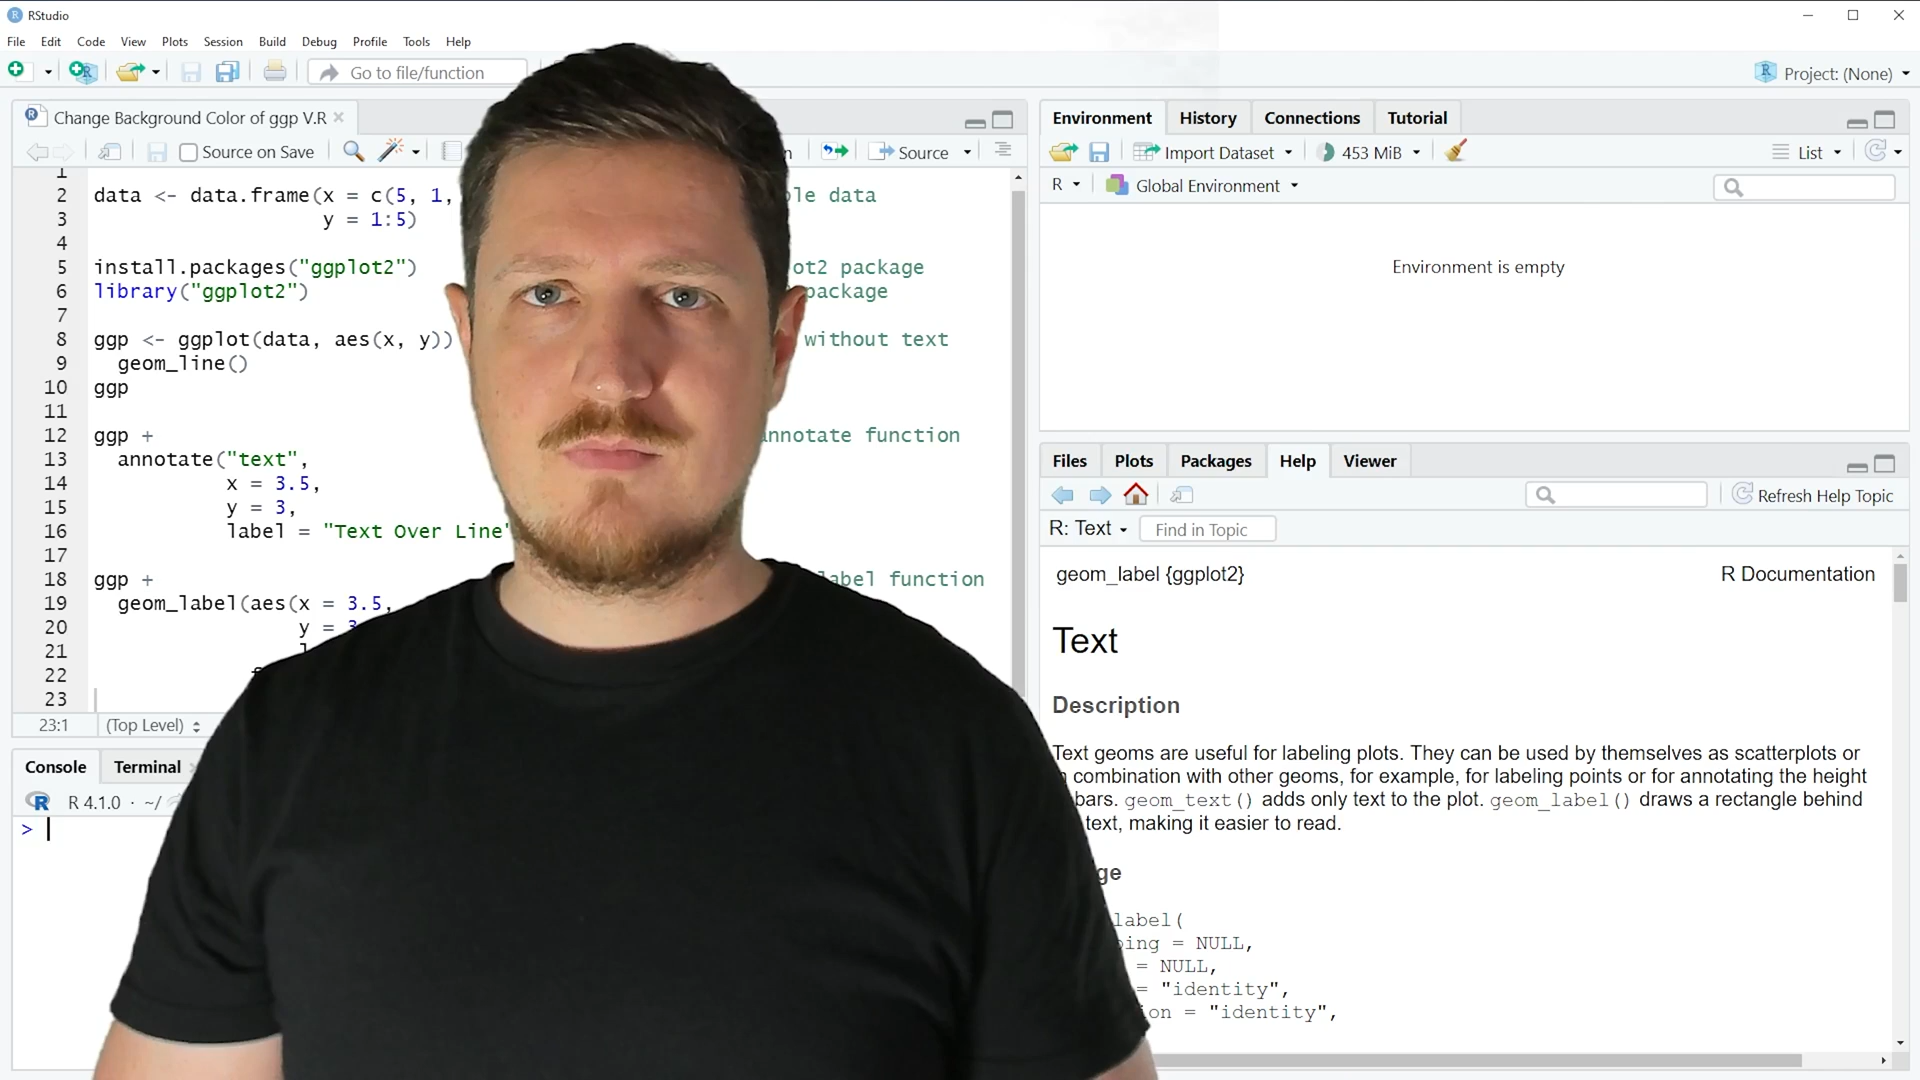 RStudio
File Edit Code View Plots Session Build Debug Profile Tools Help
Go to file/function
Project: (None)
Change Background Color of ggp V.R
Source on Save
Source
1
2 data <- data.frame(x = c(5, 1, data
3 y = 1:5)
4
5 install.packages("ggplot2") package
6 library("ggplot2") package
7
8 ggp <- ggplot(data, aes(x, y)) without text
9 geom_line()
10 ggp
11
12 ggp + annotate function
13 annotate("text",
14 x = 3.5,
15 y = 3,
16 label = "Text Over Line"
17
18 ggp + label function
19 geom_label(aes(x = 3.5,
20 y =
21
22
23
23:1 (Top Level)
Console Terminal
R 4.1.0 · ~/
>
Environment History Connections Tutorial
Import Dataset 453 MiB List
R Global Environment
Environment is empty
Files Plots Packages Help Viewer
Refresh Help Topic
R: Text Find in Topic
geom_label {ggplot2} R Documentation
Text
Description
Text geoms are useful for labeling plots. They can be used by themselves as scatterplots or
combination with other geoms, for example, for labeling points or for annotating the height
bars. geom_text() adds only text to the plot. geom_label() draws a rectangle behind
text, making it easier to read.
label(
= NULL,
= NULL,
= "identity",
= "identity",